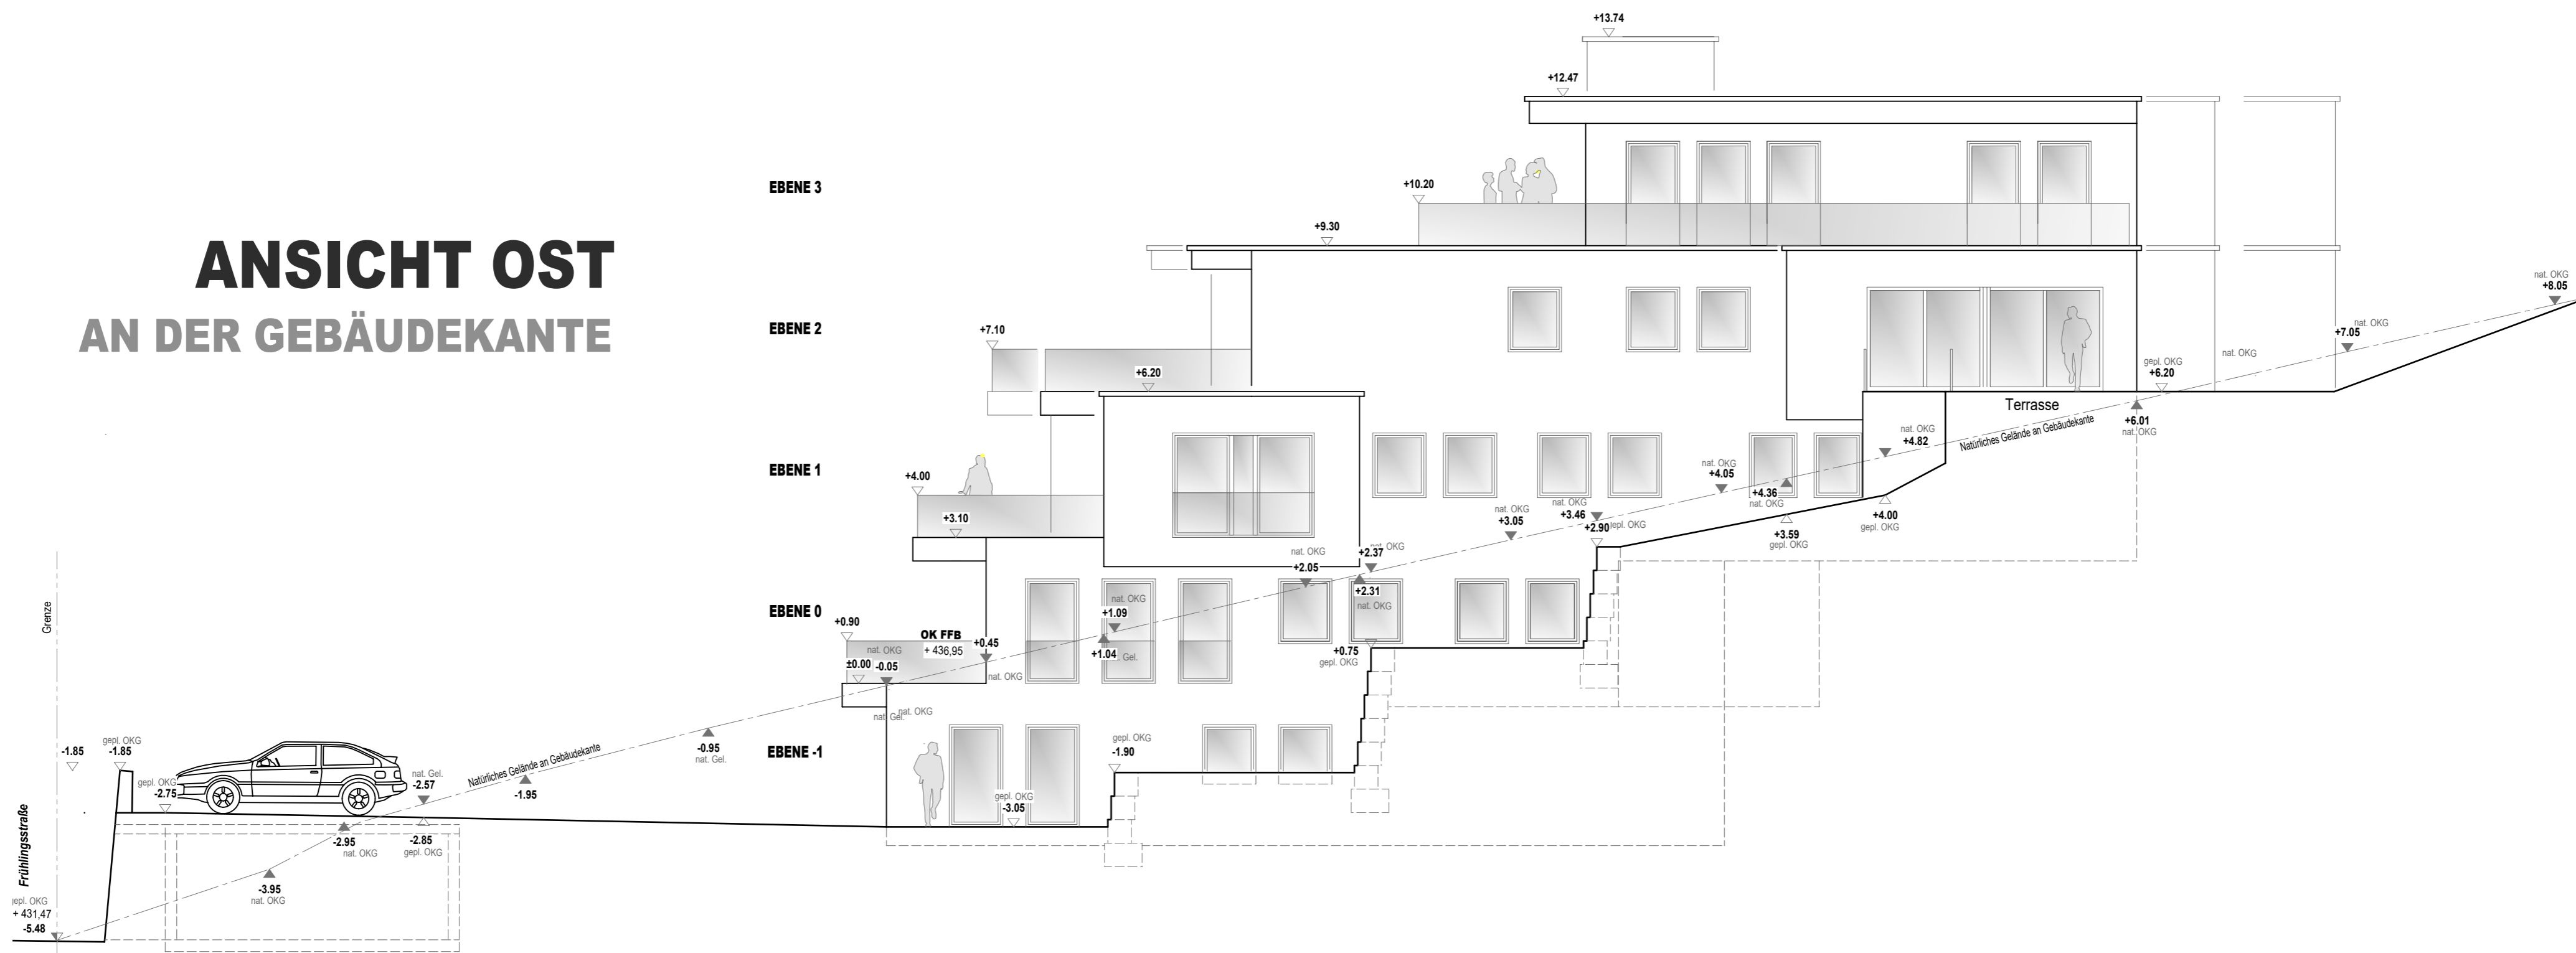 +13.74
+12.47
EBENE 3
+10.20
ANSICHT OST
AN DER GEBÄUDEKANTE
+9.30
nat. OKG
+8.05
EBENE 2
+7.10
nat. OKG
+7.05
nat. OKG
gepl. OKG
+6.20
+6.20
Terrasse
Natürliches Gelände an Gebäudekante
+6.01
nat. OKG
nat. OKG
+4.82
EBENE 1
+4.00
nat. OKG
+4.05
+4.36
nat. OKG
+3.10
nat. OKG
+3.05
nat. OKG
+3.46
+2.90
gepl. OKG
+4.00
gepl. OKG
+3.59
gepl. OKG
nat. OKG
+2.05
+2.37
nat. OKG
+2.31
nat. OKG
EBENE 0
+0.90
OK FFB
+ 436,95
+0.45
nat. OKG
nat. OKG
+1.09
+1.04
Gel.
nat. OKG
±0.00
-0.05
+0.75
gepl. OKG
nat. Gel.
nat. OKG
Grenze
EBENE -1
-1.85
gepl. OKG
-1.85
gepl. OKG
-2.75
nat. Gel.
-2.57
Natürliches Gelände an Gebäudekante
-1.95
-0.95
nat. Gel.
gepl. OKG
-1.90
gepl. OKG
-3.05
-2.95
nat. OKG
-2.85
gepl. OKG
-3.95
nat. OKG
Frühlingsstraße
gepl. OKG
+ 431,47
-5.48